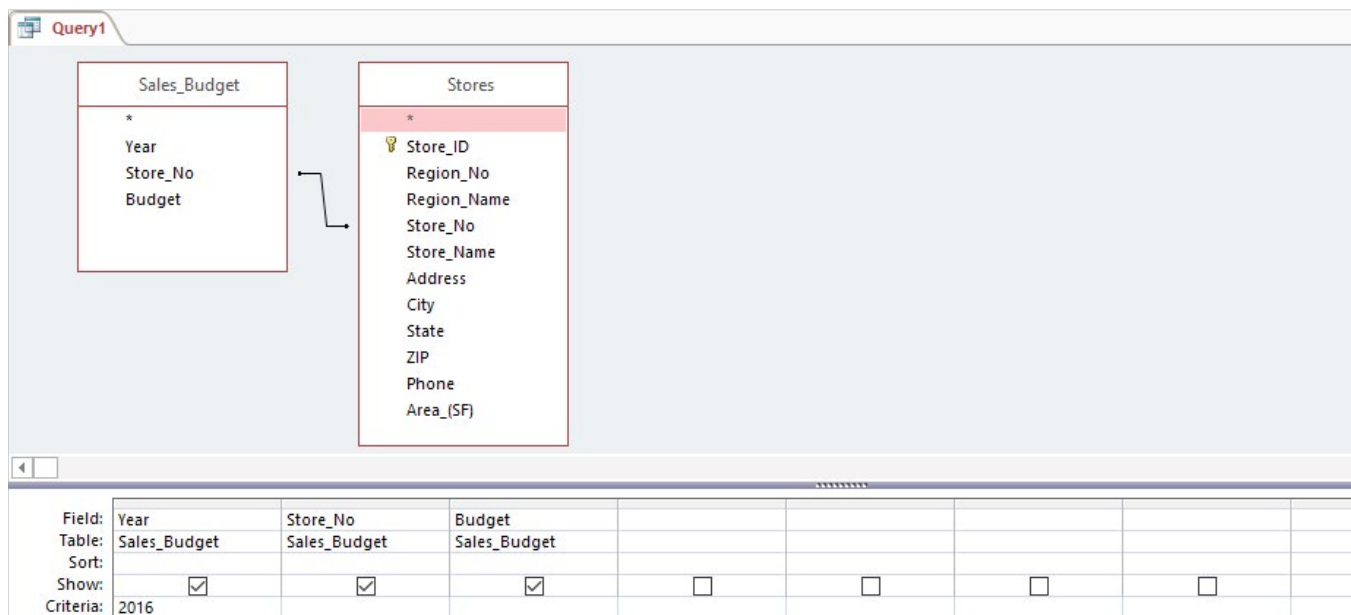 Query1
Sales_Budget
*
Year
Store_No
Budget
Stores
*
Store_ID
Region_No
Region_Name
Store_No
Store_Name
Address
City
State
ZIP
Phone
Area_(SF)
Field: Year Store_No Budget
Table: Sales_Budget Sales_Budget Sales_Budget
Sort:
Show:
Criteria: 2016